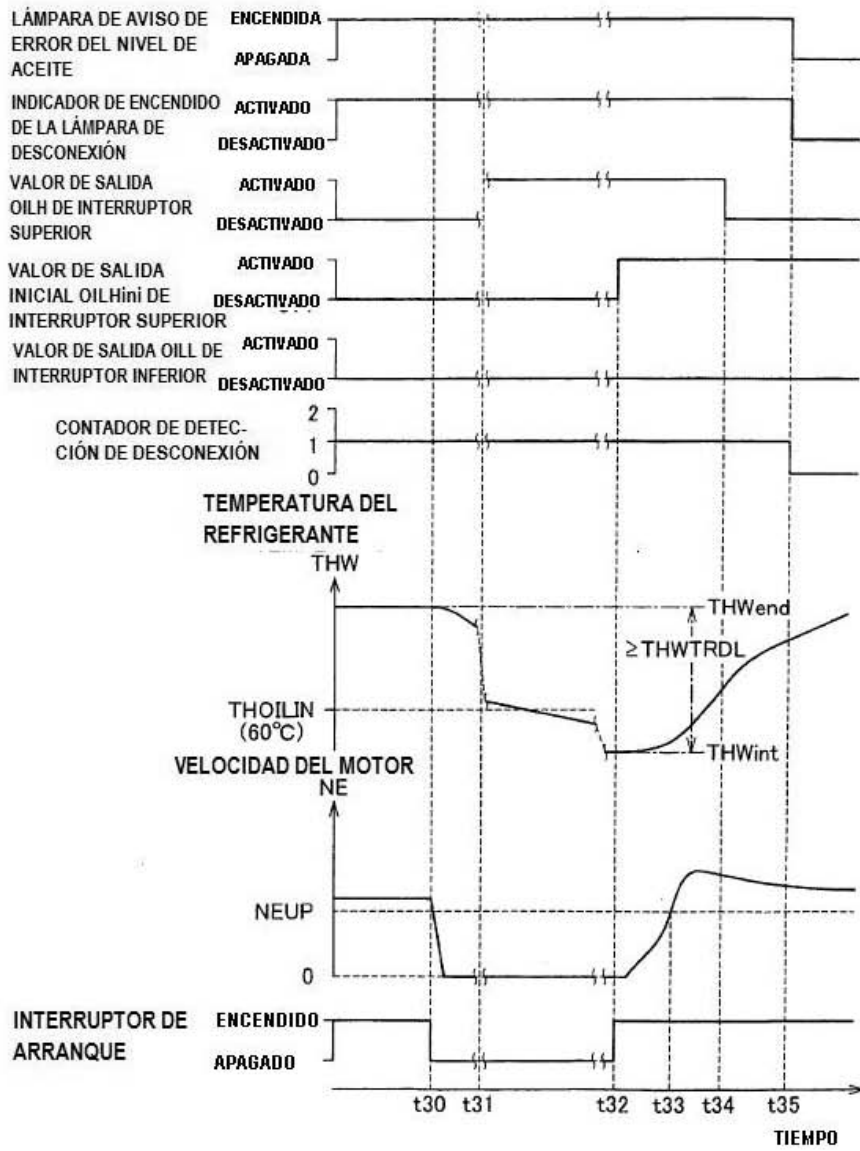 LÁMPARA DE AVISO DE
ERROR DEL NIVEL DE
ACEITE
ENCENDIDA
APAGADA
INDICADOR DE ENCENDIDO
DE LA LÁMPARA DE
DESCONEXIÓN
ACTIVADO
DESACTIVADO
VALOR DE SALIDA
OILH DE INTERRUPTOR
SUPERIOR
ACTIVADO
DESACTIVADO
VALOR DE SALIDA
INICIAL OILHini DE
INTERRUPTOR SUPERIOR
ACTIVADO
DESACTIVADO
VALOR DE SALIDA OILL DE
INTERRUPTOR INFERIOR
ACTIVADO
DESACTIVADO
CONTADOR DE DETEC-
CIÓN DE DESCONEXIÓN
2
1
0
TEMPERATURA DEL
REFRIGERANTE
THW
THWend
≥THWTRDL
THOILIN
(60°C)
THWint
VELOCIDAD DEL MOTOR
NE
NEUP
0
INTERRUPTOR DE
ARRANQUE
ENCENDIDO
APAGADO
t30 t31 t32 t33 t34 t35
TIEMPO